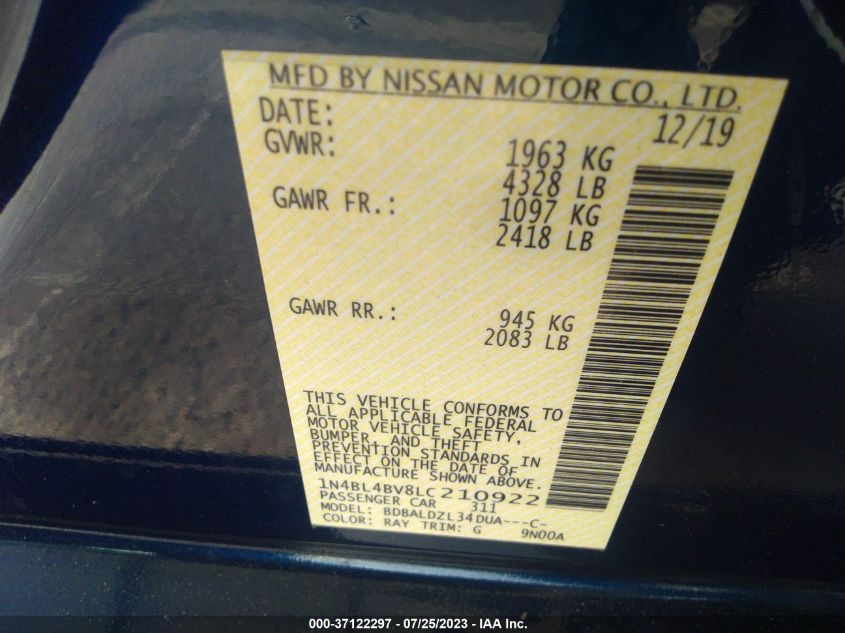 MFD BY NISSAN MOTOR CO., LTD.
DATE: 12/19
GVWR: 1963 KG
4328 LB
GAWR FR.: 1097 KG
2418 LB
GAWR RR.: 945 KG
2083 LB
THIS VEHICLE CONFORMS TO
ALL APPLICABLE FEDERAL
MOTOR VEHICLE SAFETY,
BUMPER, AND THEFT
PREVENTION STANDARDS IN
EFFECT ON THE DATE OF
MANUFACTURE SHOWN ABOVE.
1N4BL4BV8LC210922
PASSENGER CAR 311
MODEL: BDBALDZL34DUA---C-
COLOR: RAY TRIM: G 9N00A
000-37122297 - 07/25/2023 - IAA Inc.